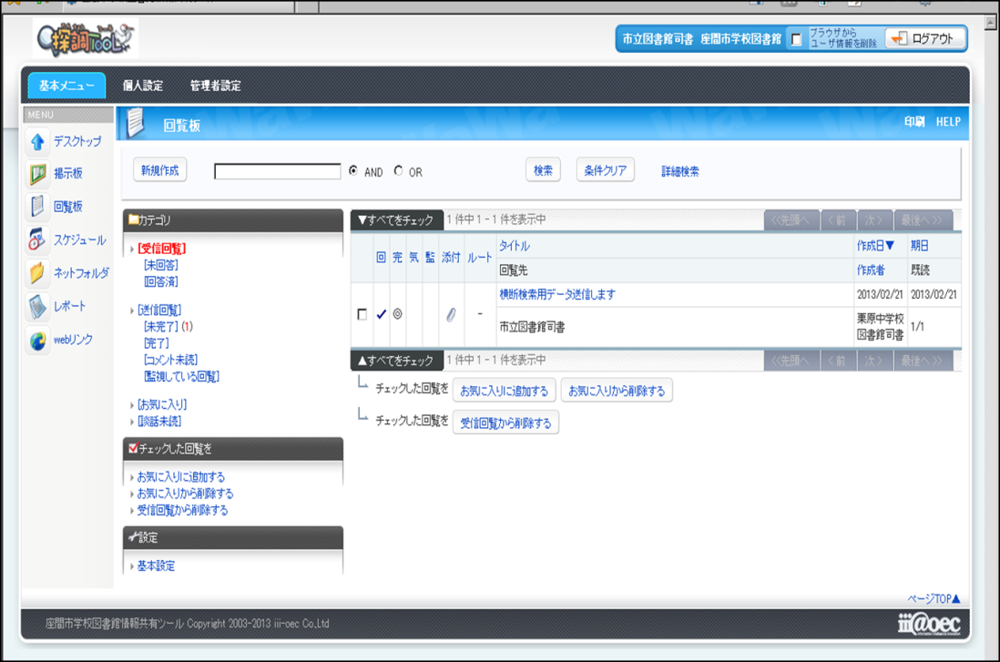 探調TooL
市立図書館司書 座間市学校図書館
ブラウザから
ユーザ情報を削除
ログアウト
基本メニュー 個人設定 管理者設定
MENU
デスクトップ
掲示板
回覧板
スケジュール
ネットフォルダ
レポート
webリンク
回覧板
印刷 HELP
新規作成 AND OR 検索 条件クリア 詳細検索
カテゴリ
[受信回覧]
[未回答]
[回答済]
[送信回覧]
[未完了] (1)
[完了]
[コメント未読]
[監視している回覧]
[お気に入り]
[談話未読]
チェックした回覧を
お気に入りに追加する
お気に入りから削除する
受信回覧から削除する
設定
基本設定
▼すべてをチェック 1 件中 1 - 1 件を表示中 <<先頭へ <前 次> 最後へ>>
回 完 気 監 添付 ルート タイトル 作成日▼ 期日
回覧先 作成者 既読
横断検索用データ送信します 2013/02/21 2013/02/21
- 市立図書館司書 栗原中学校
図書館司書 1/1
▲すべてをチェック 1 件中 1 - 1 件を表示中 <<先頭へ <前 次> 最後へ>>
チェックした回覧を お気に入りに追加する お気に入りから削除する
チェックした回覧を 受信回覧から削除する
ページTOP▲
座間市学校図書館情報共有ツール Copyright 2003-2013 iii-oec Co.,Ltd
iii@oec